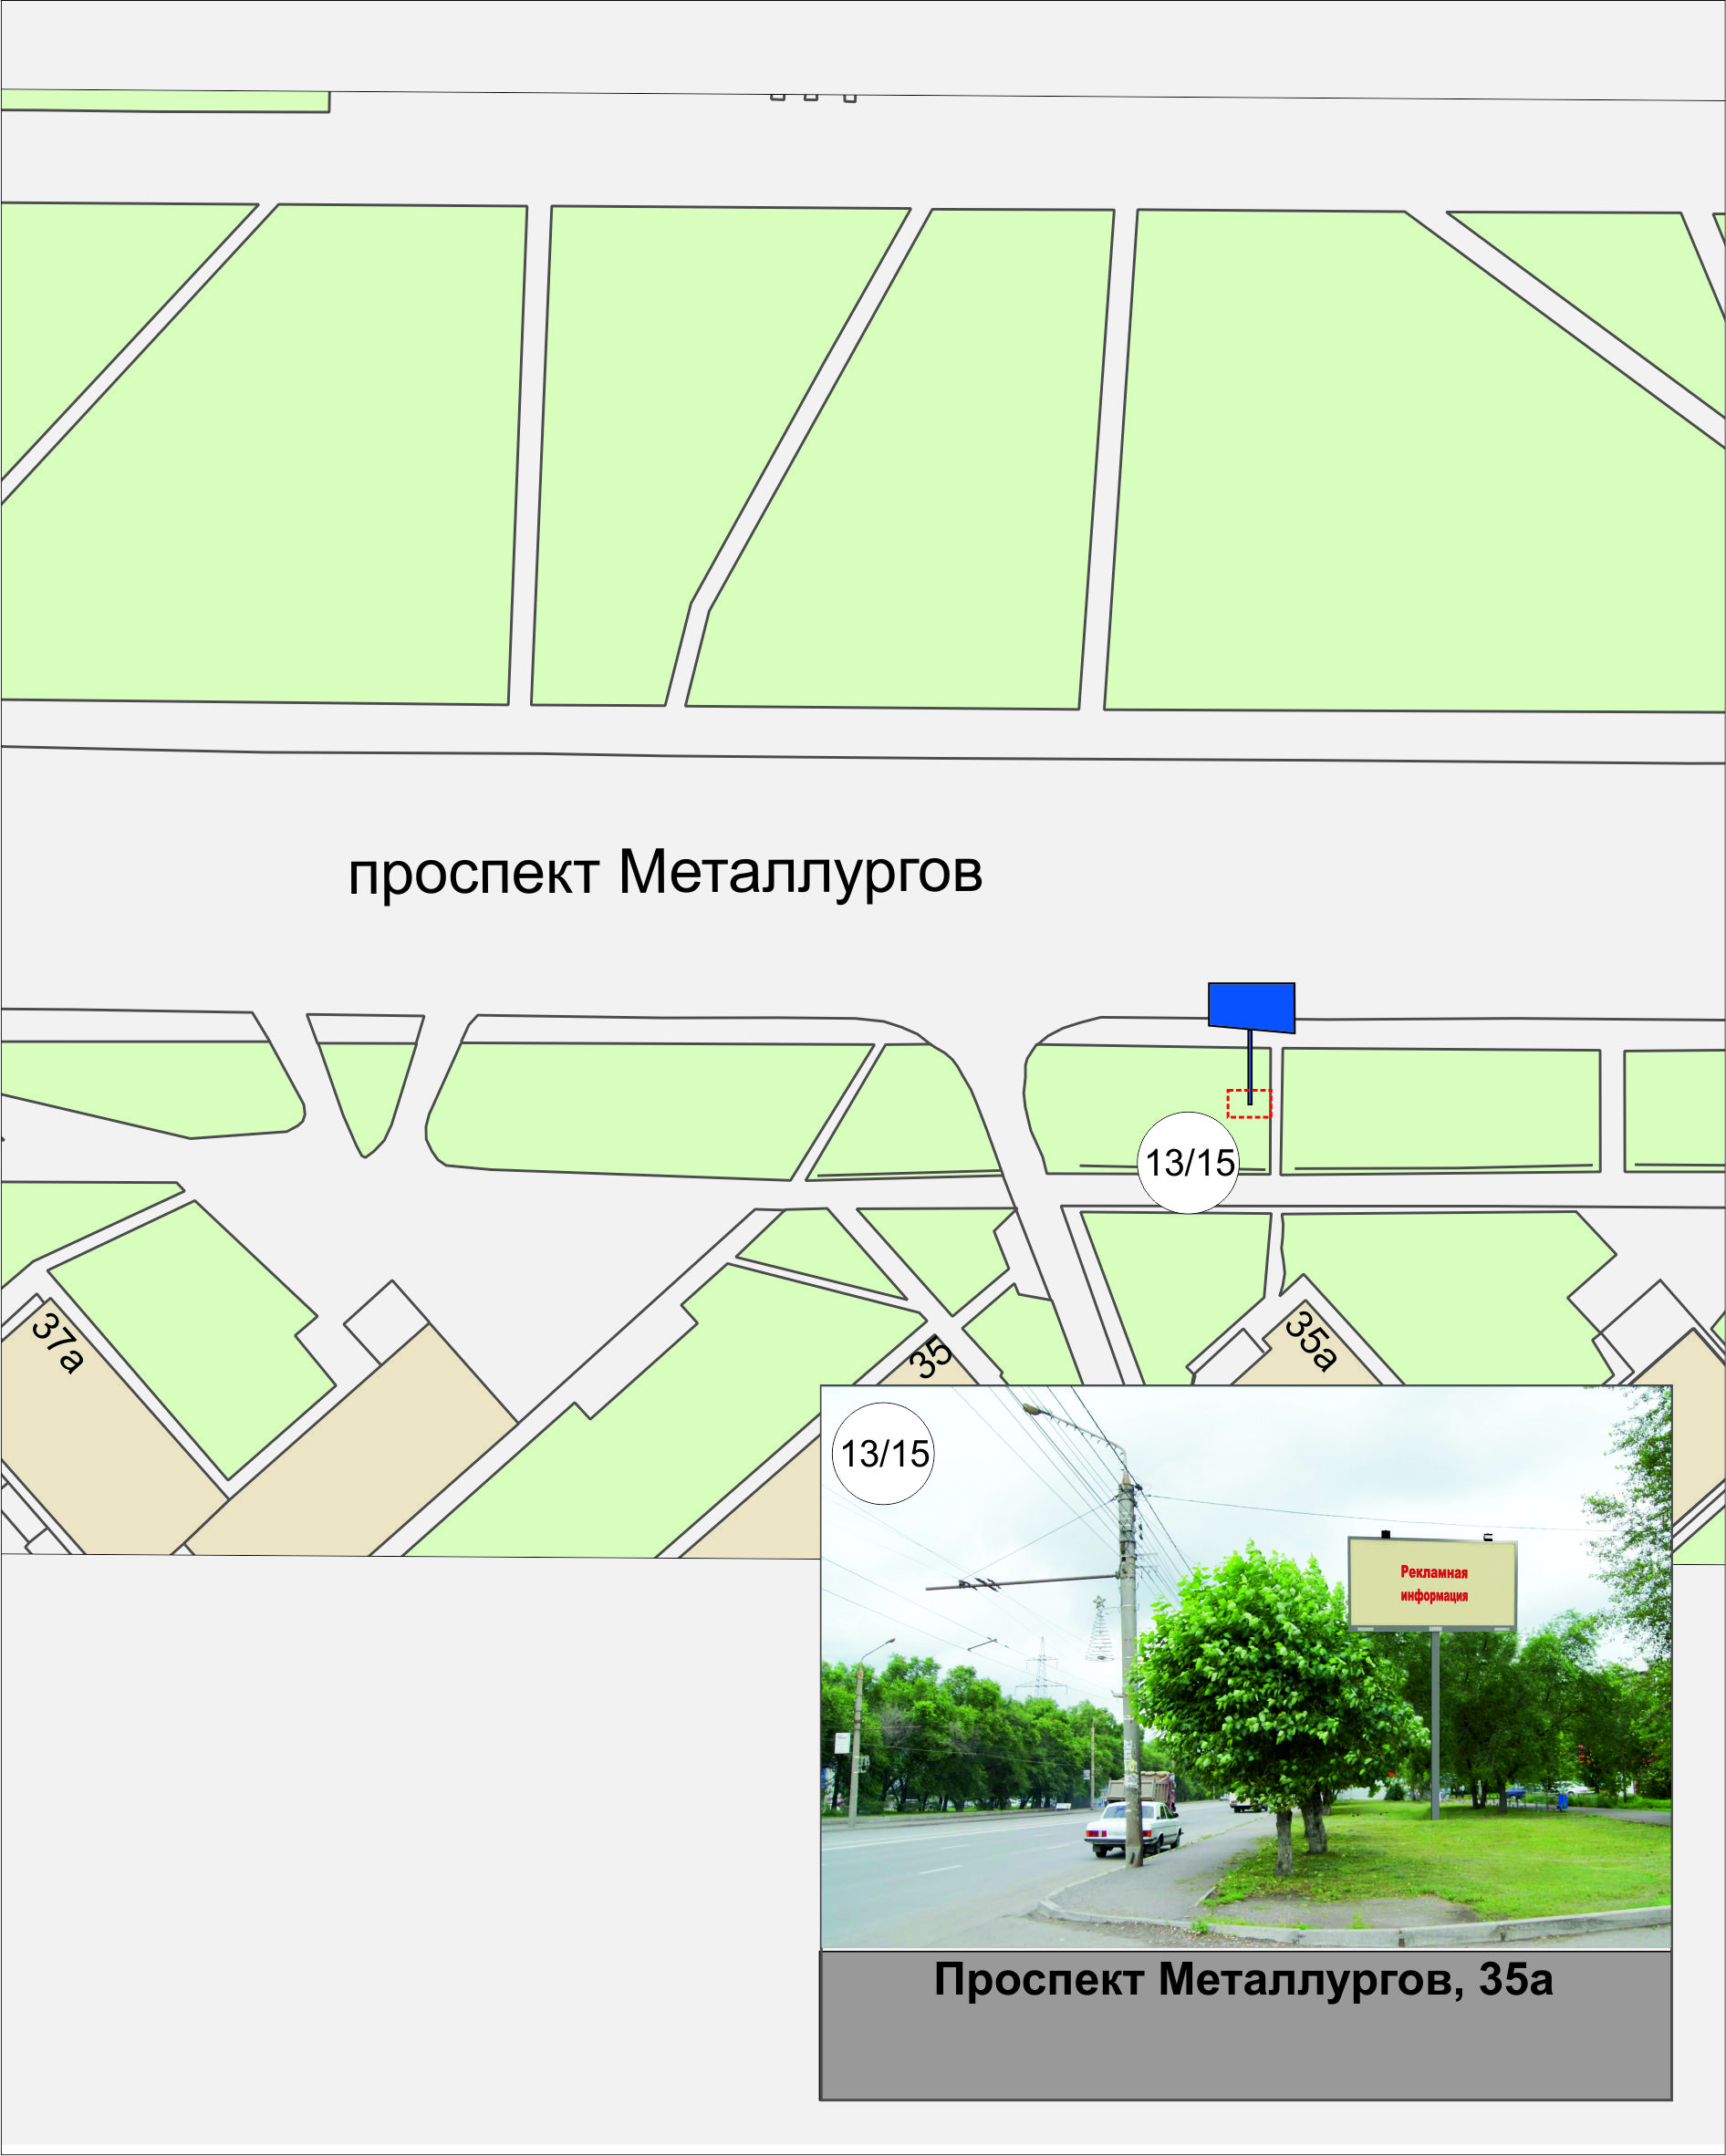 проспект Металлургов
13/15
37а
35
35а
13/15
Рекламная
информация
Проспект Металлургов, 35а